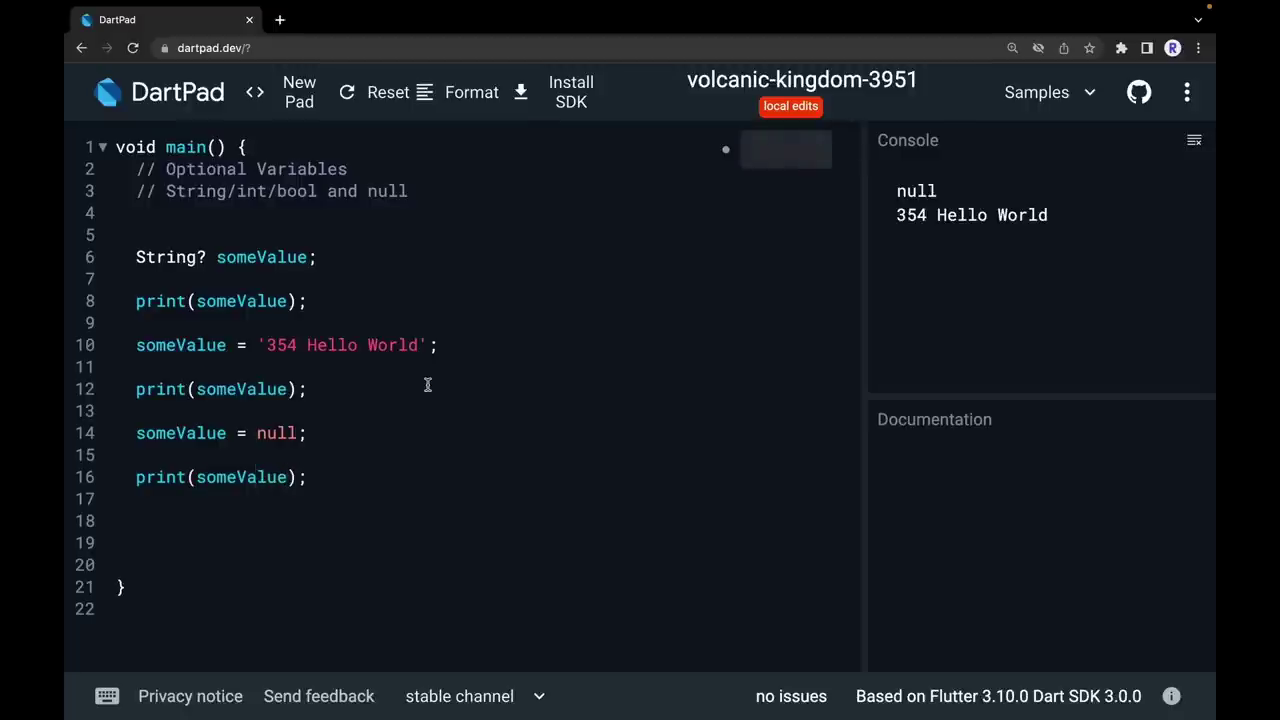 DartPad
dartpad.dev/?
R
DartPad
<>
New Pad
Reset
Format
Install SDK
volcanic-kingdom-3951
local edits
Samples
1 void main() {
2 // Optional Variables
3 // String/int/bool and null
4
5
6 String? someValue;
7
8 print(someValue);
9
10 someValue = '354 Hello World';
11
12 print(someValue);
13
14 someValue = null;
15
16 print(someValue);
17
18
19
20
21 }
22
Console
null
354 Hello World
Documentation
Privacy notice
Send feedback
stable channel
no issues
Based on Flutter 3.10.0 Dart SDK 3.0.0